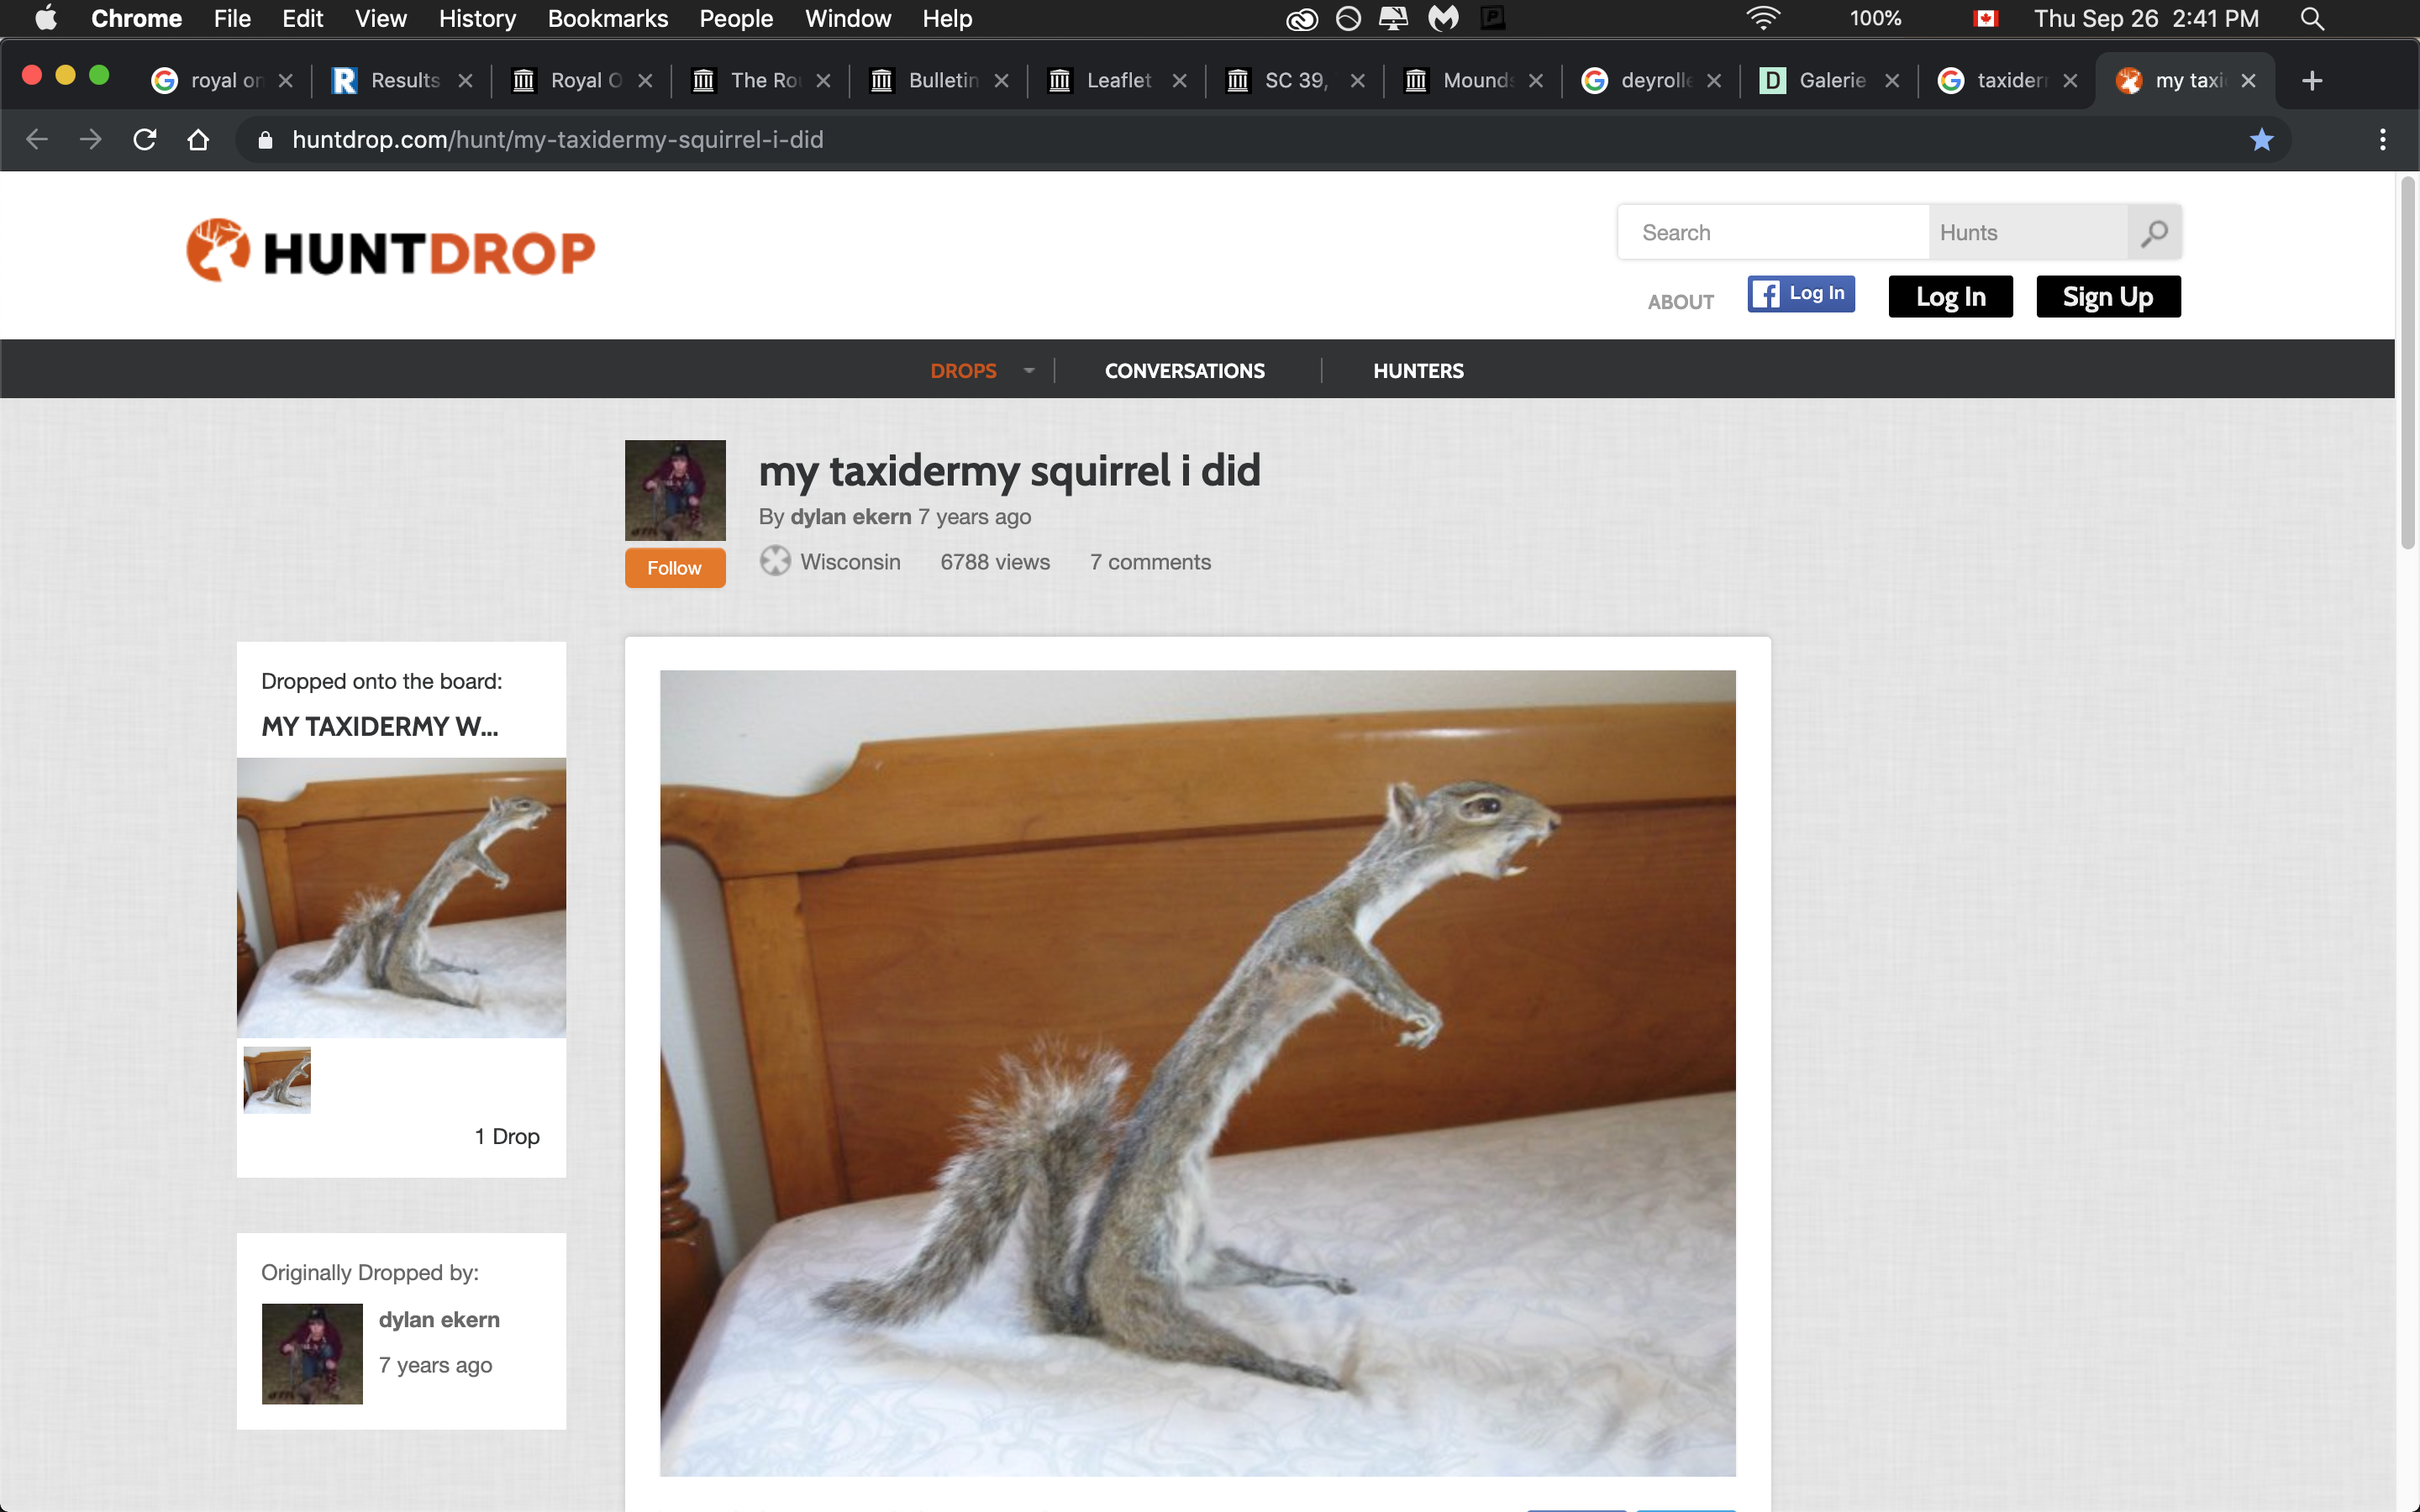 Chrome File Edit View History Bookmarks People Window Help 100% Thu Sep 26 2:41 PM
royal on Results Royal O The Ro Bulletin Leaflet SC 39, Mounds deyrolle Galerie taxider my taxi
huntdrop.com/hunt/my-taxidermy-squirrel-i-did
HUNTDROP
Search Hunts
ABOUT Log In Log In Sign Up
DROPS CONVERSATIONS HUNTERS
my taxidermy squirrel i did
By dylan ekern 7 years ago
Follow
Wisconsin 6788 views 7 comments
Dropped onto the board:
MY TAXIDERMY W...
1 Drop
Originally Dropped by:
dylan ekern
7 years ago